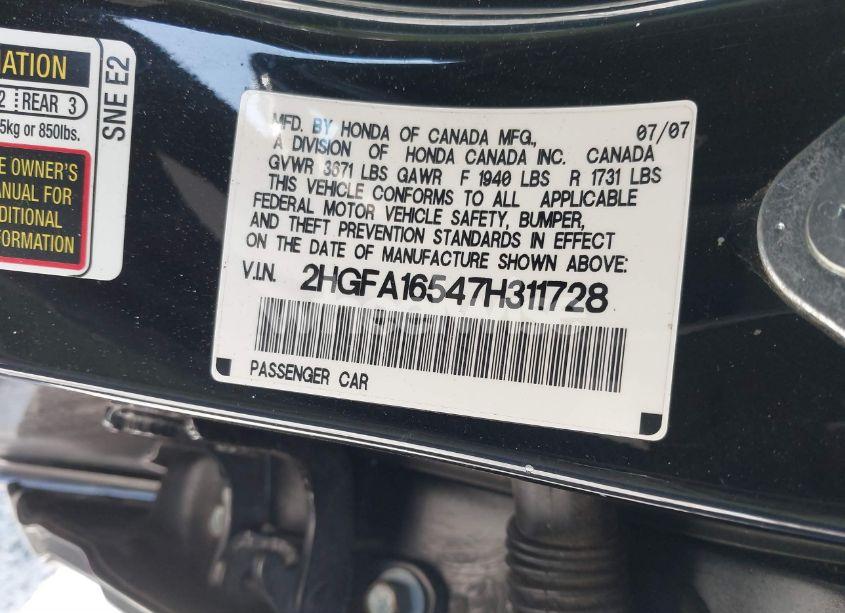 MATION
2 REAR 3
5kg or 850lbs.
E OWNER'S
ANUAL FOR
DDITIONAL
FORMATION
SNE E2
MFD. BY HONDA OF CANADA MFG., 07/07
A DIVISION OF HONDA CANADA INC. CANADA
GVWR 3671 LBS GAWR F 1940 LBS R 1731 LBS
THIS VEHICLE CONFORMS TO ALL APPLICABLE
FEDERAL MOTOR VEHICLE SAFETY, BUMPER,
AND THEFT PREVENTION STANDARDS IN EFFECT
ON THE DATE OF MANUFACTURE SHOWN ABOVE:
V.I.N. 2HGFA16547H311728
PASSENGER CAR